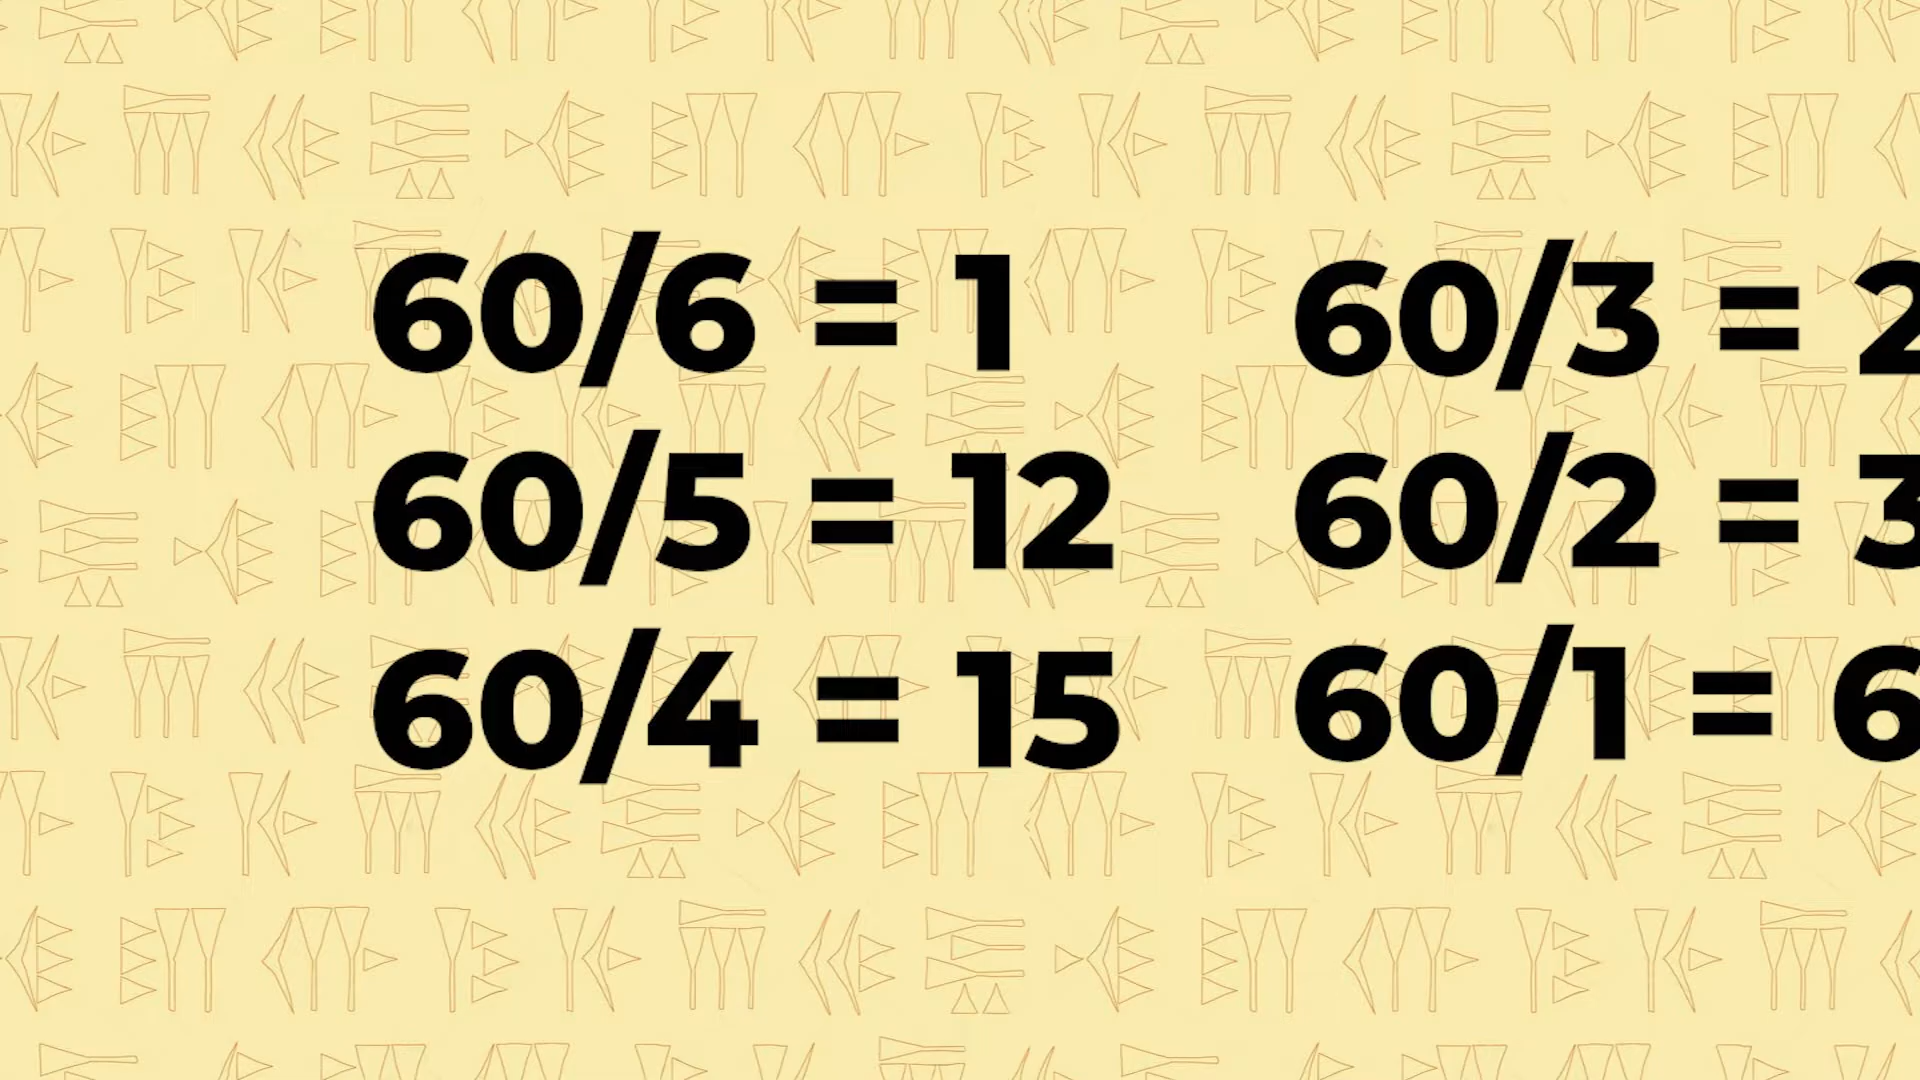 60/6 = 1
60/5 = 12
60/4 = 15
60/3 = 2
60/2 = 3
60/1 = 6